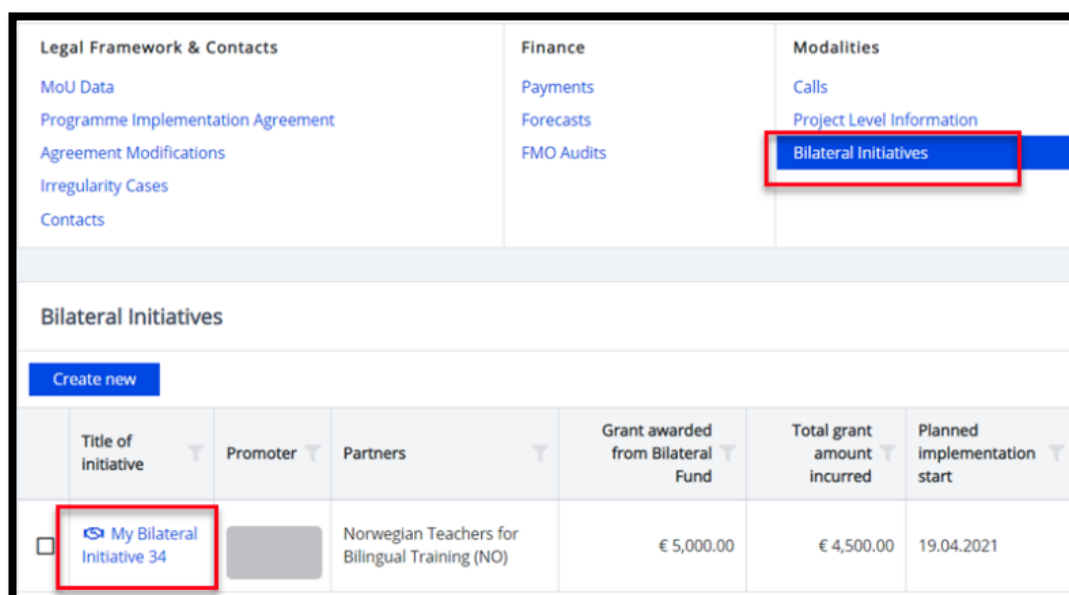 Legal Framework & Contacts
MoU Data
Programme Implementation Agreement
Agreement Modifications
Irregularity Cases
Contacts
Finance
Payments
Forecasts
FMO Audits
Modalities
Calls
Project Level Information
Bilateral Initiatives
Bilateral Initiatives
Create new
Title of
initiative
Promoter
Partners
Grant awarded
from Bilateral
Fund
Total grant
amount
incurred
Planned
implementation
start
My Bilateral
Initiative 34
Norwegian Teachers for
Bilingual Training (NO)
€ 5,000.00
€ 4,500.00
19.04.2021